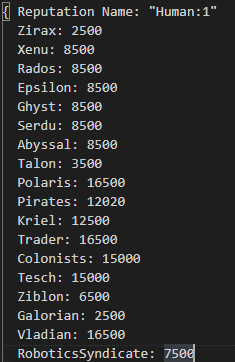 { Reputation Name: "Human:1"
Zirax: 2500
Xenu: 8500
Rados: 8500
Epsilon: 8500
Ghyst: 8500
Serdu: 8500
Abyssal: 8500
Talon: 3500
Polaris: 16500
Pirates: 12020
Kriel: 12500
Trader: 16500
Colonists: 15000
Tesch: 15000
Ziblon: 6500
Galorian: 2500
Vladian: 16500
RoboticsSyndicate: 7500